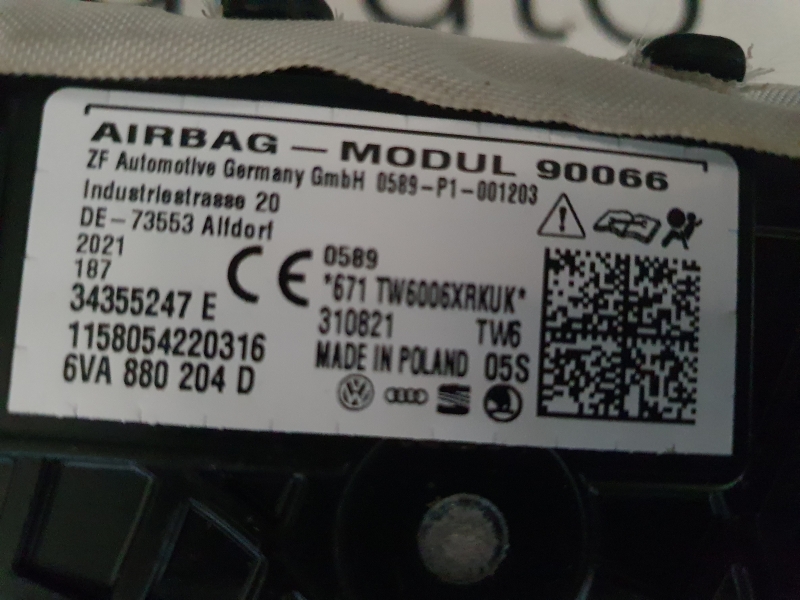 AIRBAG – MODUL 90066
ZF Automotive Germany GmbH 0589-P1-001203
Industriestrasse 20
DE-73553 Alfdorf
2021
187
34355247 E
1158054220316
6VA 880 204 D
CE 0589
*671 TW6006XRKUK*
310821 TW6
MADE IN POLAND 05S